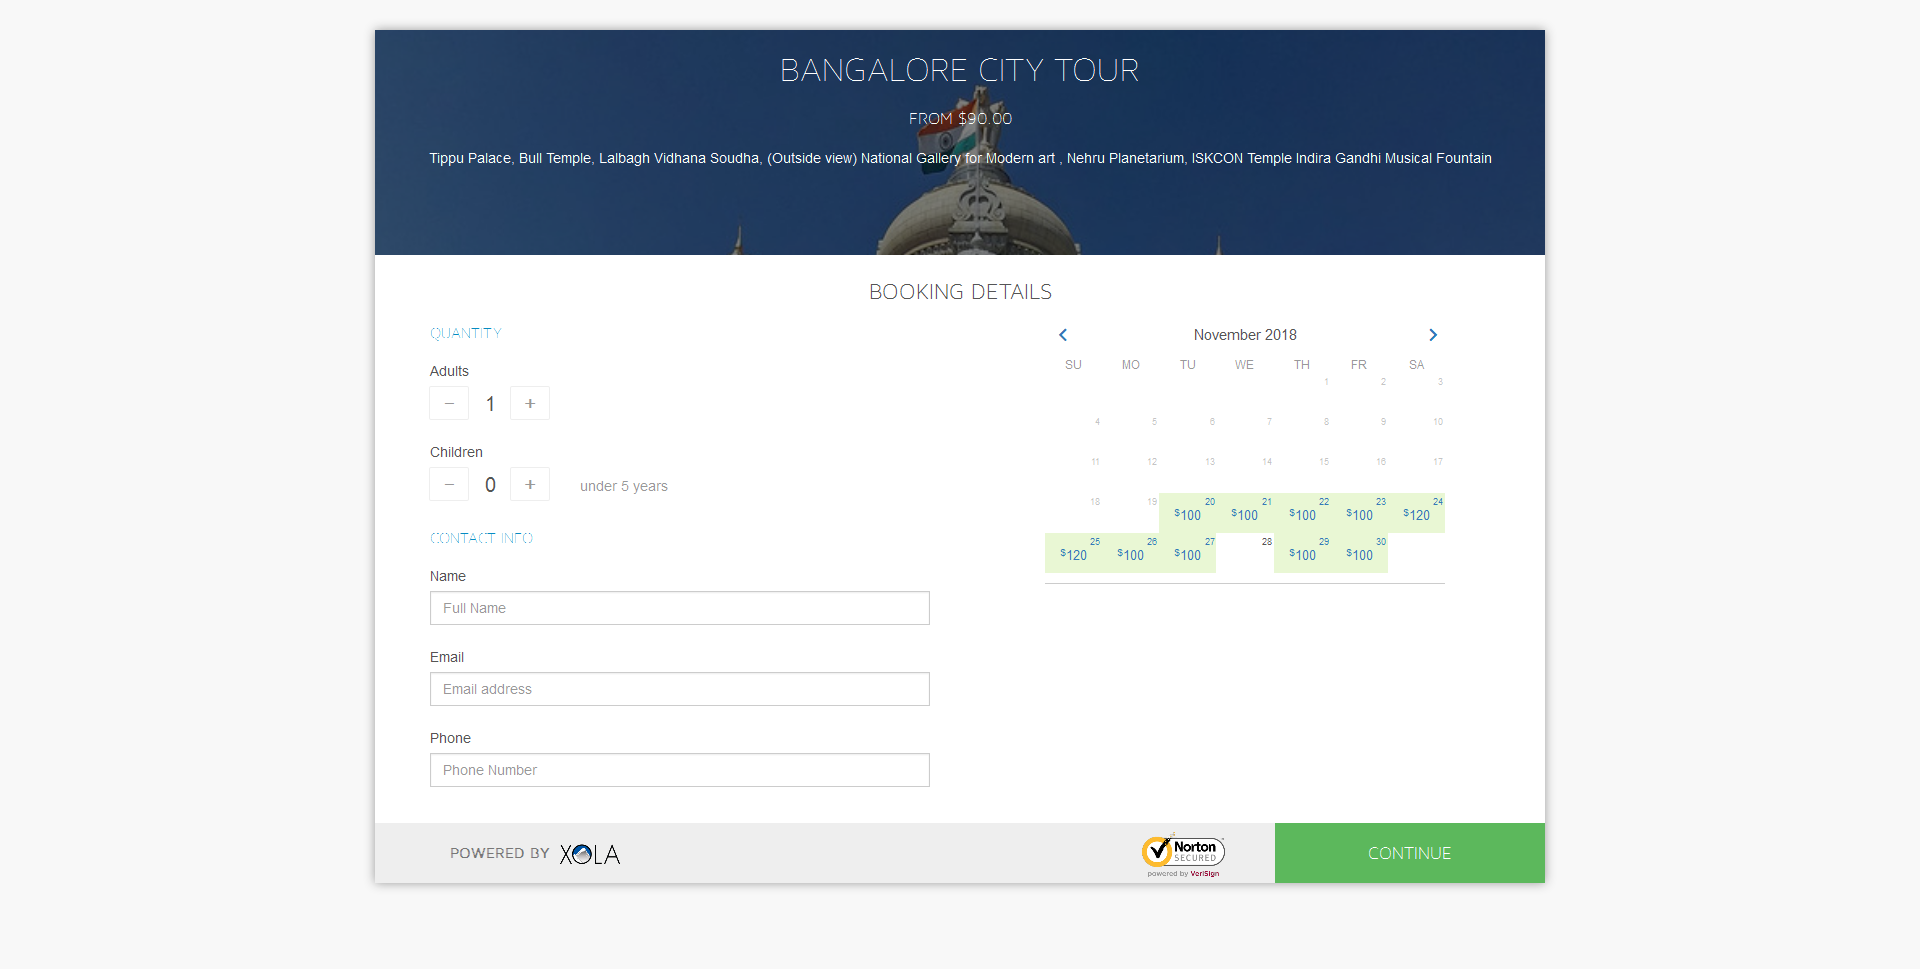 BANGALORE CITY TOUR
FROM $90.00
Tippu Palace, Bull Temple, Lalbagh Vidhana Soudha, (Outside view) National Gallery for Modern art , Nehru Planetarium, ISKCON Temple Indira Gandhi Musical Fountain
BOOKING DETAILS
QUANTITY
Adults
− 1 +
Children
− 0 + under 5 years
CONTACT INFO
Name
Full Name
Email
Email address
Phone
Phone Number
November 2018
SU MO TU WE TH FR SA
1 2 3
4 5 6 7 8 9 10
11 12 13 14 15 16 17
18 19 20 21 22 23 24
$100 $100 $100 $100 $120
25 26 27 28 29 30
$120 $100 $100 $100 $100
POWERED BY XOLA
Norton
SECURED
powered by VeriSign
CONTINUE